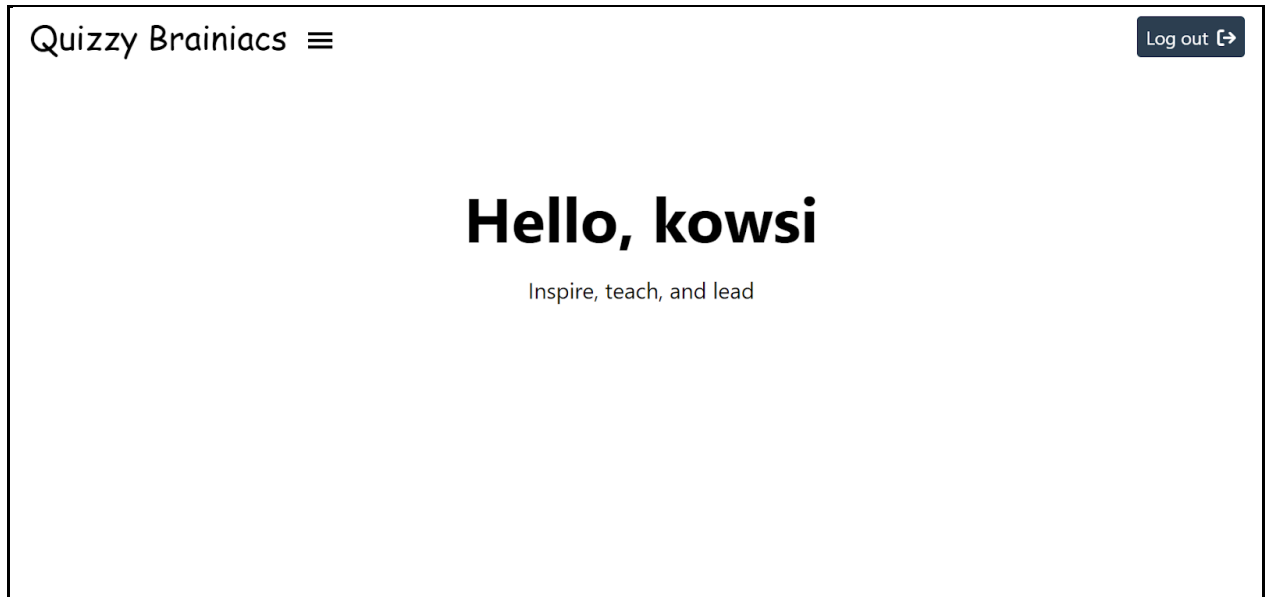 Quizzy Brainiacs
Log out
Hello, kowsi
Inspire, teach, and lead